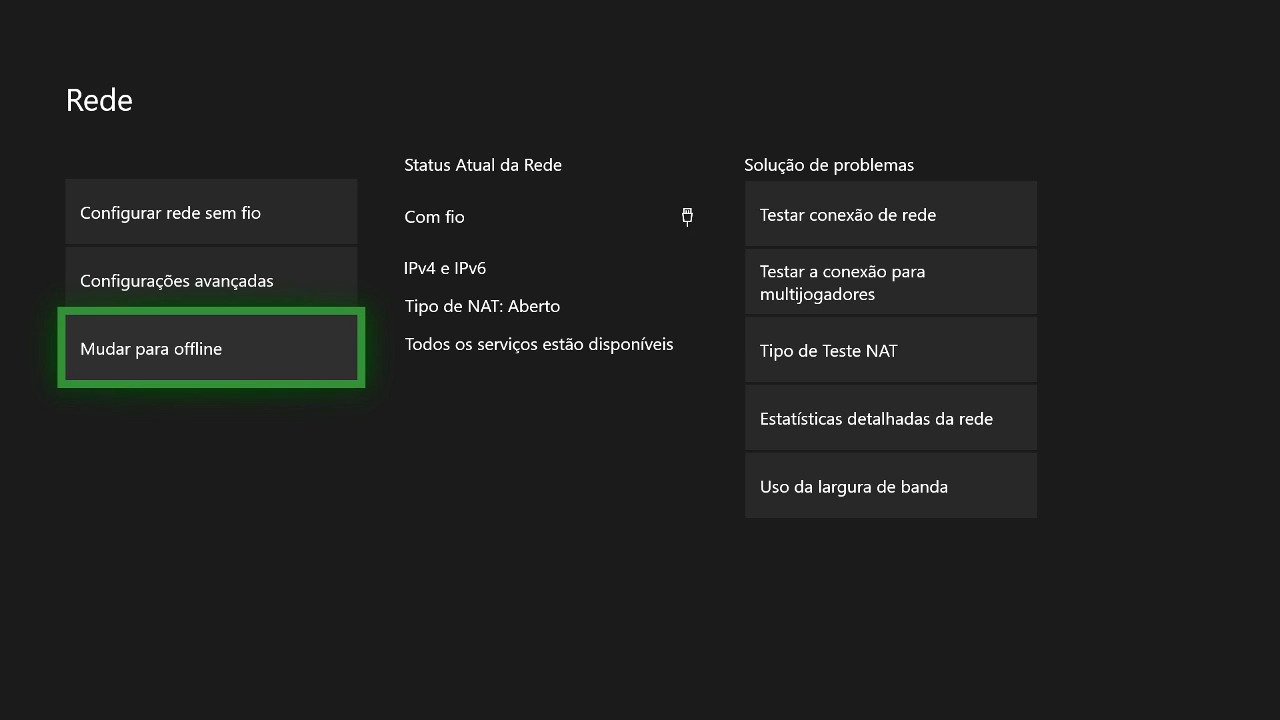 Rede
Configurar rede sem fio
Configurações avançadas
Mudar para offline
Status Atual da Rede
Com fio
IPv4 e IPv6
Tipo de NAT: Aberto
Todos os serviços estão disponíveis
Solução de problemas
Testar conexão de rede
Testar a conexão para
multijogadores
Tipo de Teste NAT
Estatísticas detalhadas da rede
Uso da largura de banda